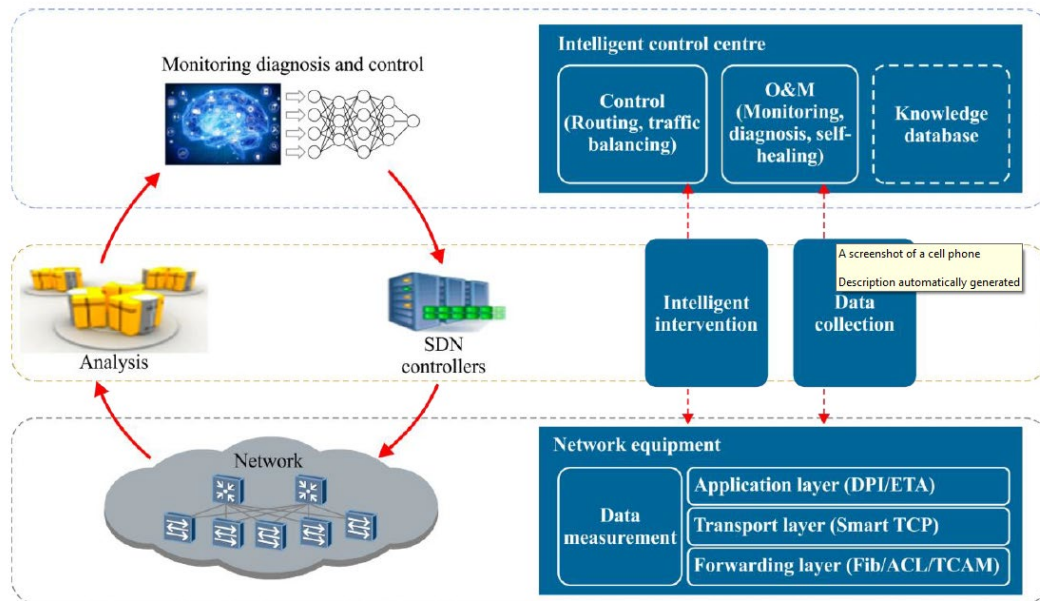 Monitoring diagnosis and control
Analysis
SDN
controllers
Network
Intelligent control centre
Control
(Routing, traffic
balancing)
O&M
(Monitoring,
diagnosis, self-
healing)
Knowledge
database
Intelligent
intervention
A screenshot of a cell phone
Description automatically generated
Data
collection
Network equipment
Data
measurement
Application layer (DPI/ETA)
Transport layer (Smart TCP)
Forwarding layer (Fib/ACL/TCAM)